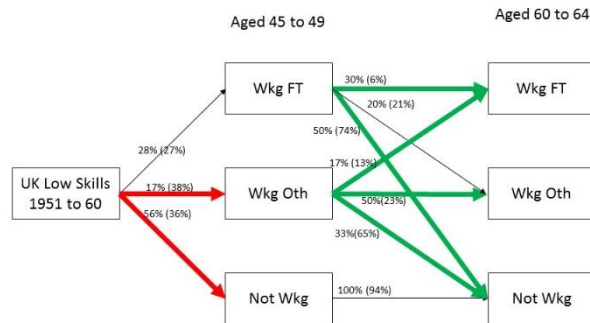 Aged 45 to 49
Aged 60 to 64
Wkg FT
30% (6%)
Wkg FT
20% (21%)
50% (74%)
28% (27%)
17% (13%)
UK Low Skills
1951 to 60
17% (38%)
Wkg Oth
50%(23%)
Wkg Oth
56% (36%)
33%(65%)
Not Wkg
100% (94%)
Not Wkg